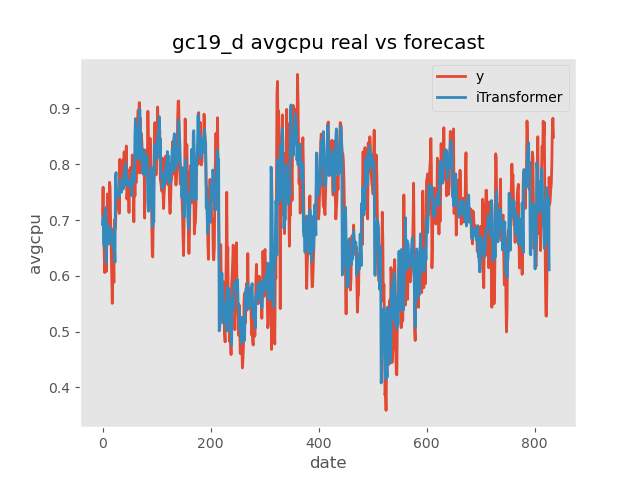 gc19_d avgcpu real vs forecast
y
iTransformer
avgcpu
0.9
0.8
0.7
0.6
0.5
0.4
0 200 400 600 800
date